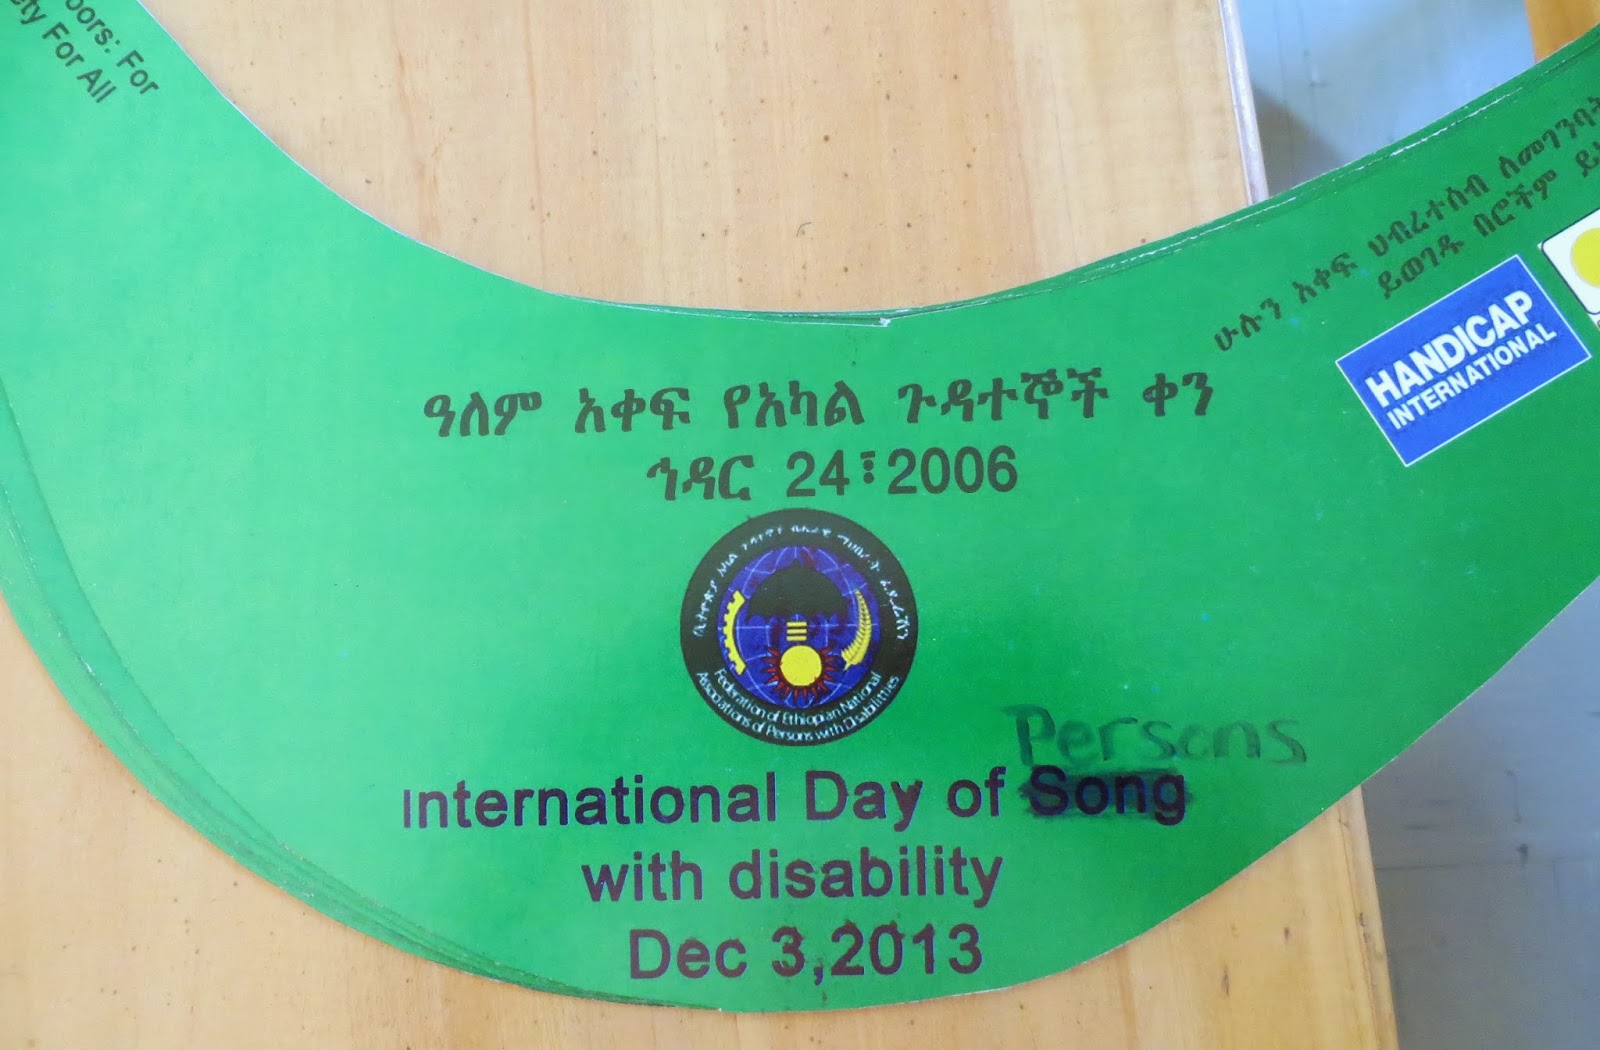 oors: For
ty For All
ሁሉን አቀፍ ህብረተሰብ ለመገንባት
ይወገዱ በሮችም
HANDICAP
INTERNATIONAL
ዓለም አቀፍ የአካል ጉዳተኞች ቀን
ኅዳር 24፣2006
Federation of Ethiopian National
Associations of Persons with Disabilities
Persons
International Day of Song
with disability
Dec 3,2013